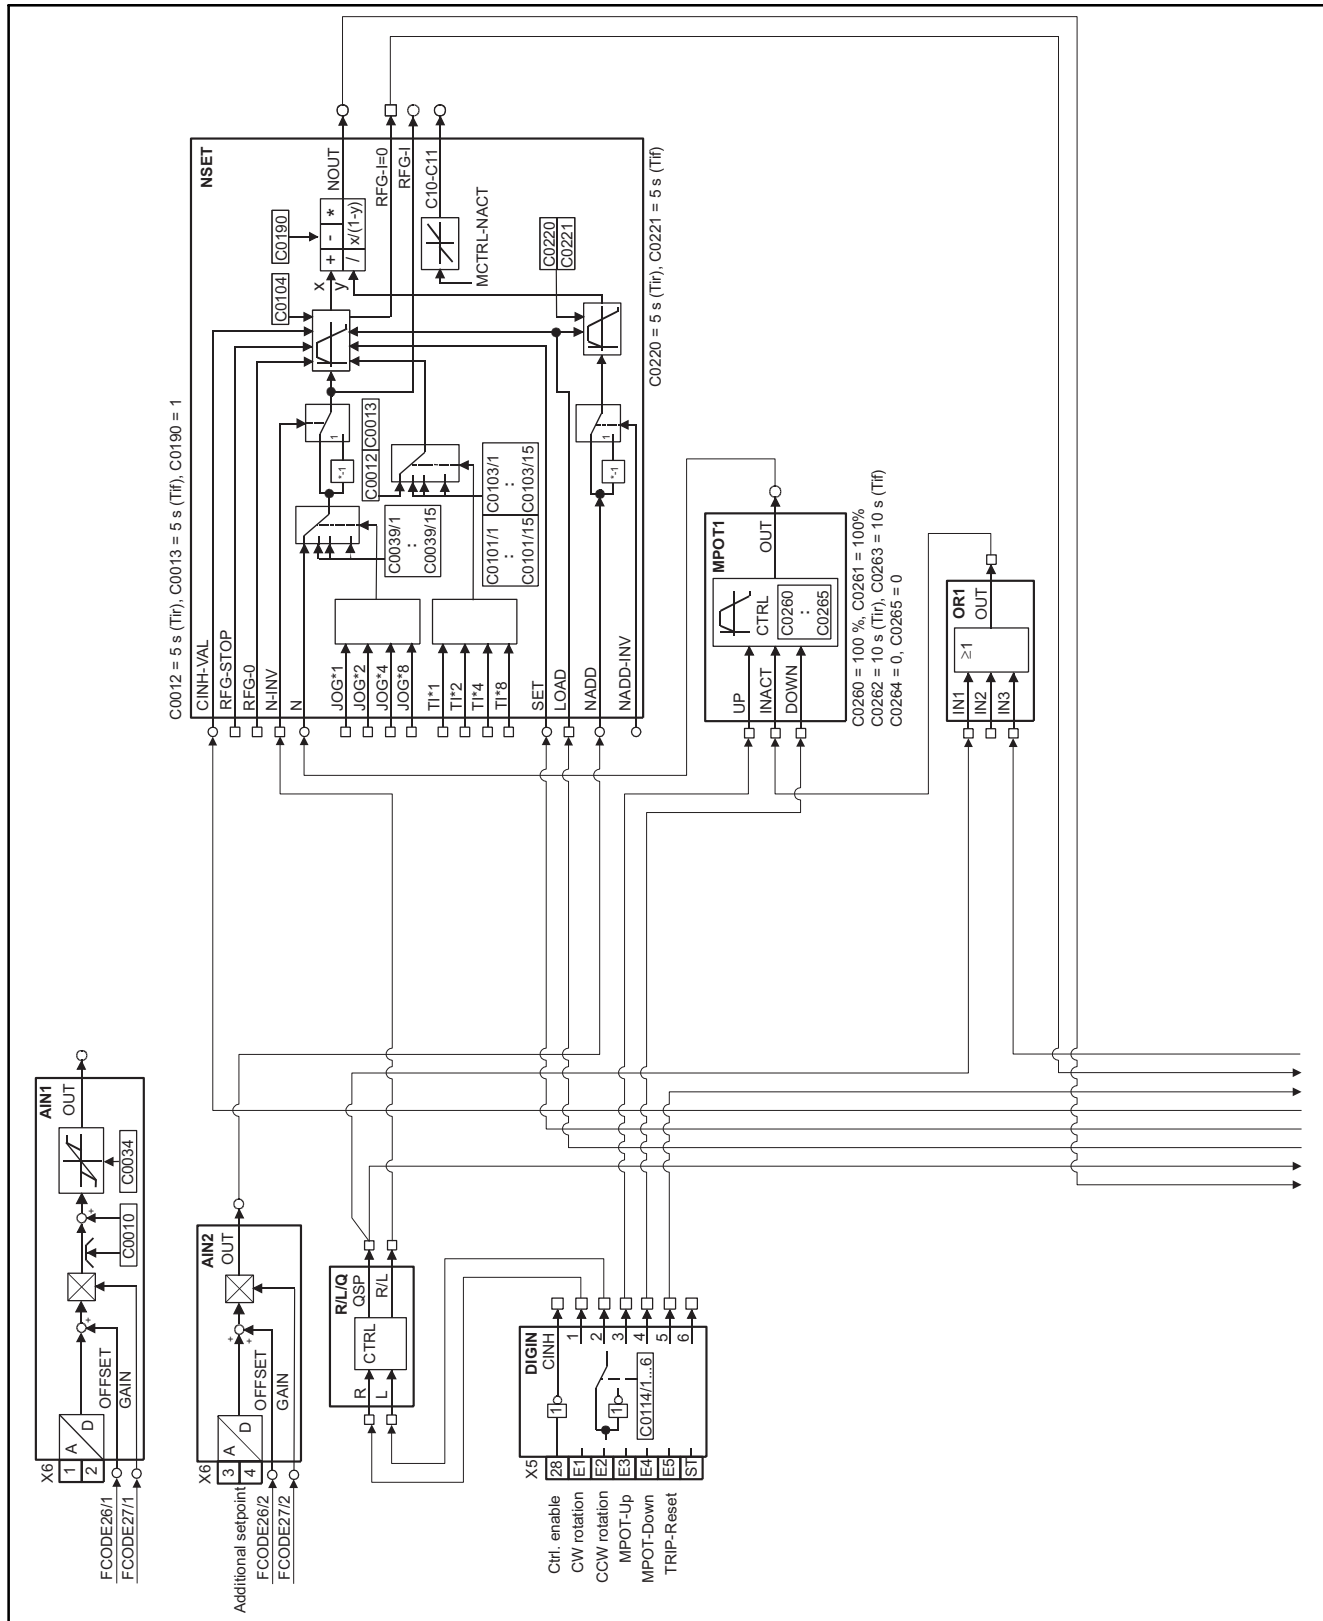 AIN1
X6
1
2
A
D
OFFSET
GAIN
C0010
C0034
OUT
+
+
FCODE26/1
FCODE27/1
AIN2
X6
3
4
A
D
OFFSET
GAIN
OUT
+
+
Additional setpoint
FCODE26/2
FCODE27/2
R/L/Q
R
L
CTRL
QSP
R/L
DIGIN
X5
28
E1
E2
E3
E4
E5
ST
Ctrl. enable
CW rotation
CCW rotation
MPOT-Up
MPOT-Down
TRIP-Reset
1
1
C0114/1...6
CINH
1
2
3
4
5
6
C0012 = 5 s (Tir), C0013 = 5 s (Tif), C0190 = 1
NSET
CINH-VAL
RFG-STOP
RFG-0
N-INV
N
JOG*1
JOG*2
JOG*4
JOG*8
TI*1
TI*2
TI*4
TI*8
SET
LOAD
NADD
NADD-INV
C0039/1
:
C0039/15
C0101/1
:
C0101/15
C0103/1
:
C0103/15
C0012
C0013
*-1
1
*-1
1
C0104
C0190
x
y
+
-
*
/
x/(1-y)
NOUT
RFG-I=0
RFG-I
C10-C11
MCTRL-NACT
C0220
C0221
C0220 = 5 s (Tir), C0221 = 5 s (Tif)
MPOT1
UP
INACT
DOWN
CTRL
C0260
:
C0265
OUT
C0260 = 100 %, C0261 = 100%
C0262 = 10 s (Tir), C0263 = 10 s (Tif)
C0264 = 0, C0265 = 0
OR1
IN1
IN2
IN3
≥1
OUT